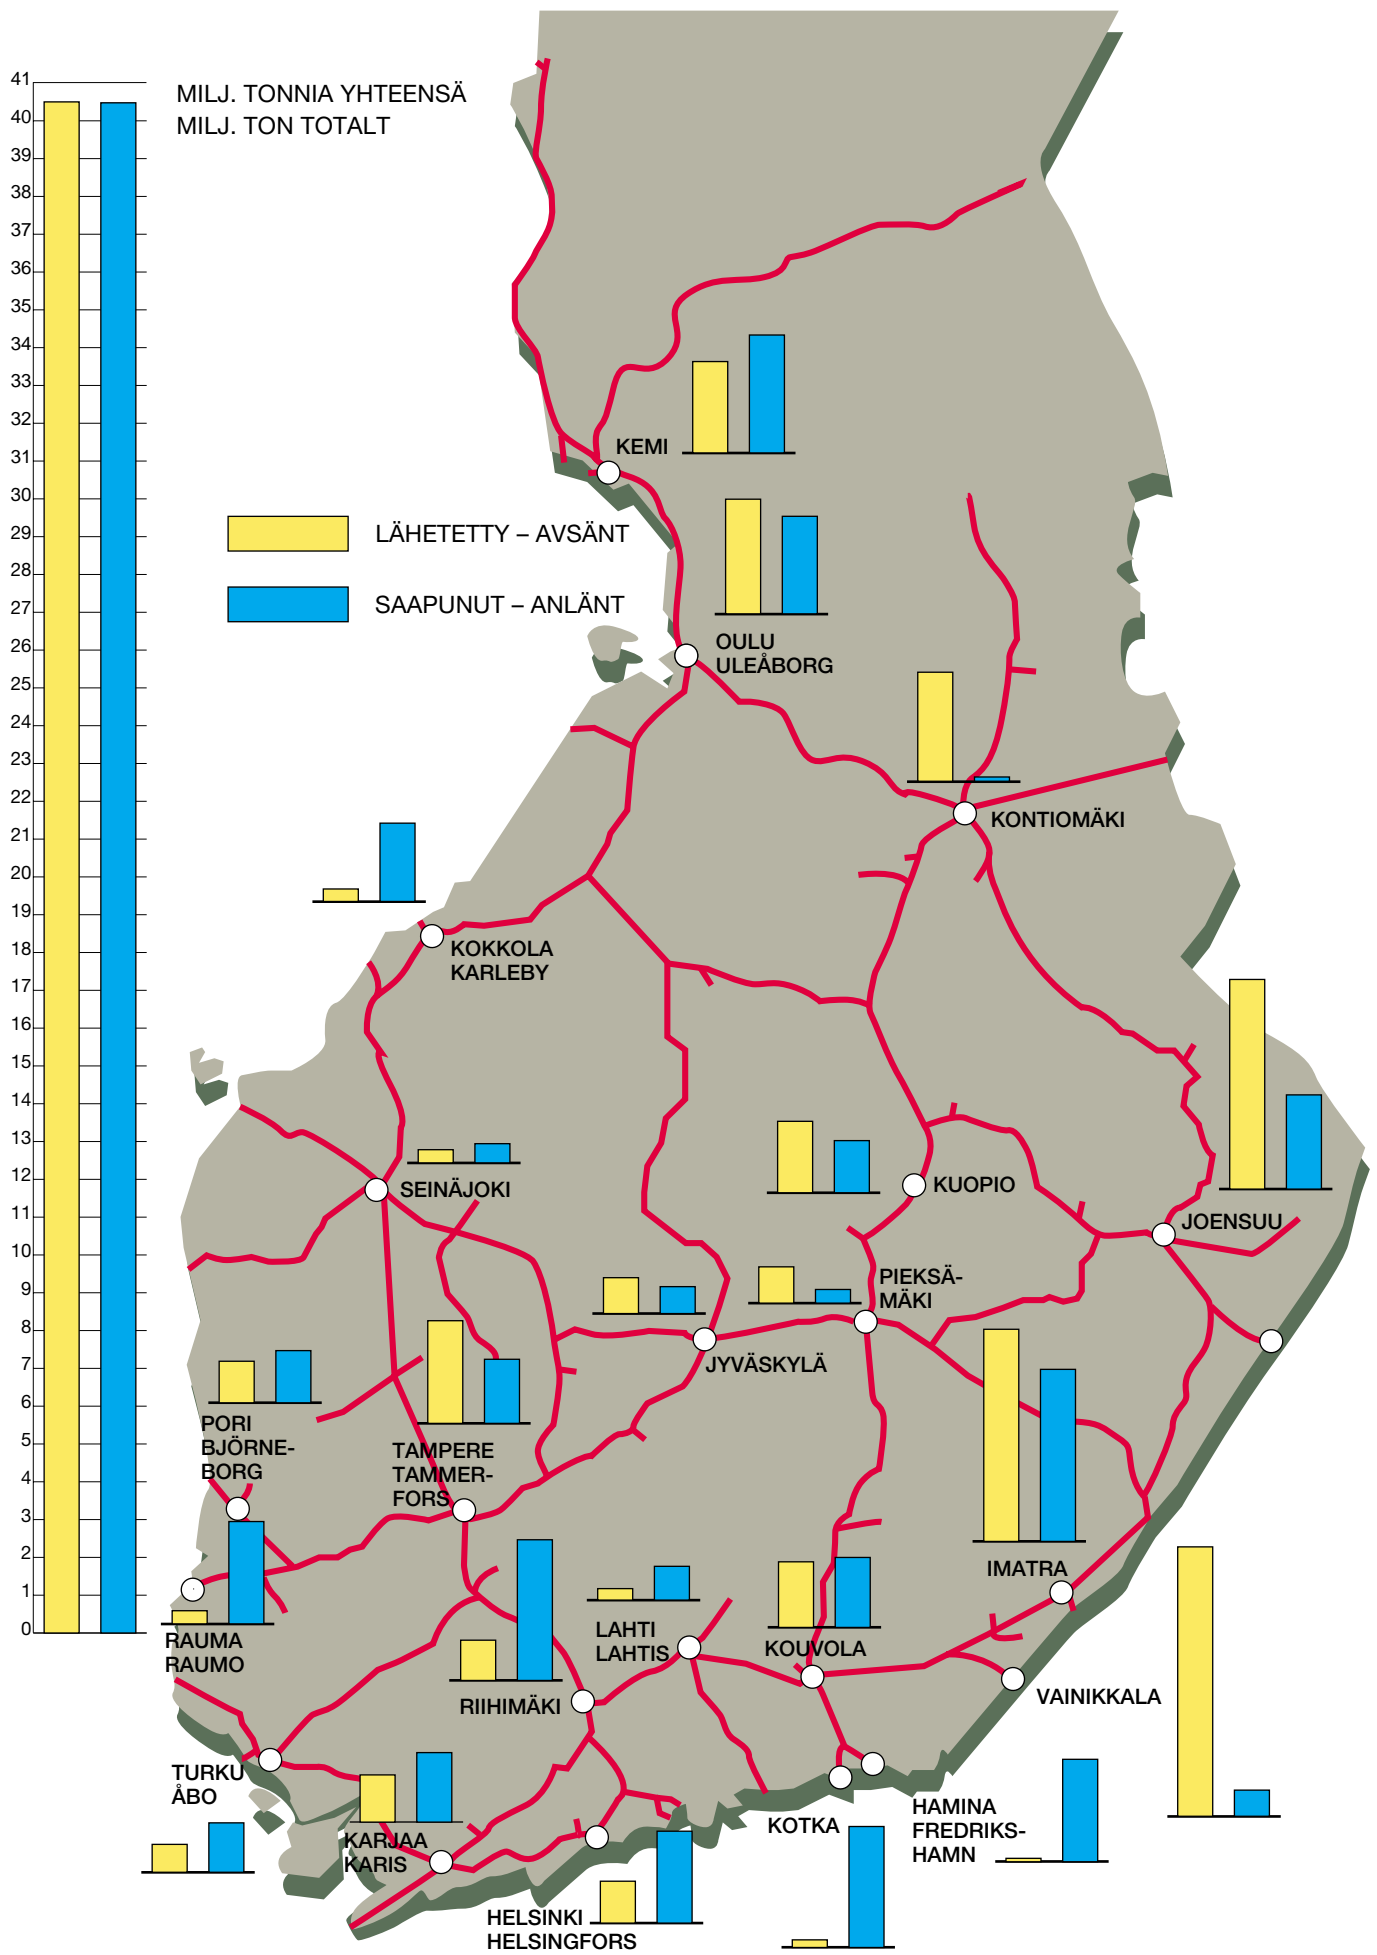 41
40
39
38
37
36
35
34
33
32
31
30
29
28
27
26
25
24
23
22
21
20
19
18
17
16
15
14
13
12
11
10
9
8
7
6
5
4
3
2
1
0
MILJ. TONNIA YHTEENSÄ
MILJ. TON TOTALT
LÄHETETTY – AVSÄNT
SAAPUNUT – ANLÄNT
KEMI
OULU
ULEÅBORG
KONTIOMÄKI
KOKKOLA
KARLEBY
SEINÄJOKI
KUOPIO
JOENSUU
PIEKSÄ-
MÄKI
JYVÄSKYLÄ
PORI
BJÖRNE-
BORG
TAMPERE
TAMMER-
FORS
IMATRA
RAUMA
RAUMO
LAHTI
LAHTIS
KOUVOLA
RIIHIMÄKI
VAINIKKALA
TURKU
ÅBO
KARJAA
KARIS
KOTKA
HAMINA
FREDRIKS-
HAMN
HELSINKI
HELSINGFORS